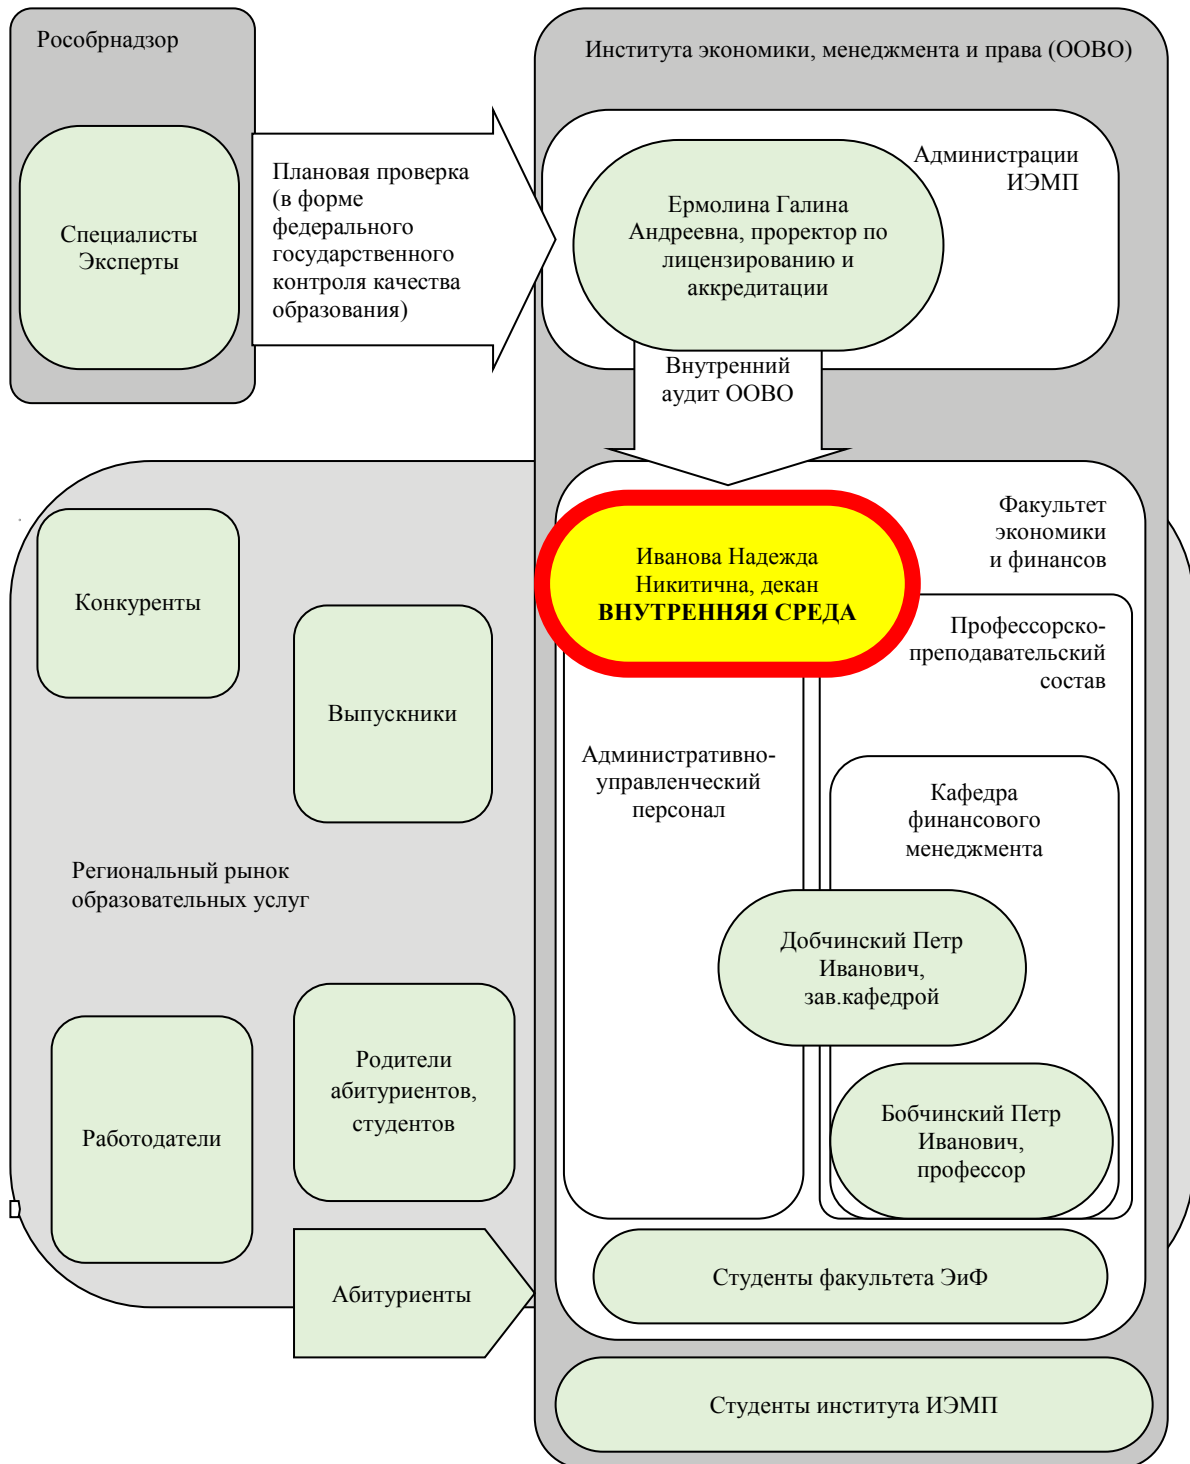 Рособрнадзор
Специалисты
Эксперты
Плановая проверка
(в форме
федерального
государственного
контроля качества
образования)
Института экономики, менеджмента и права (ООВО)
Администрации
ИЭМП
Ермолина Галина
Андреевна, проректор по
лицензированию и
аккредитации
Внутренний
аудит ООВО
Факультет
экономики
и финансов
Иванова Надежда
Никитична, декан
ВНУТРЕННЯЯ СРЕДА
Профессорско-
преподавательский
состав
Административно-
управленческий
персонал
Кафедра
финансового
менеджмента
Добчинский Петр
Иванович,
зав.кафедрой
Бобчинский Петр
Иванович,
профессор
Студенты факультета ЭиФ
Студенты института ИЭМП
Конкуренты
Выпускники
Региональный рынок
образовательных услуг
Родители
абитуриентов,
студентов
Работодатели
Абитуриенты